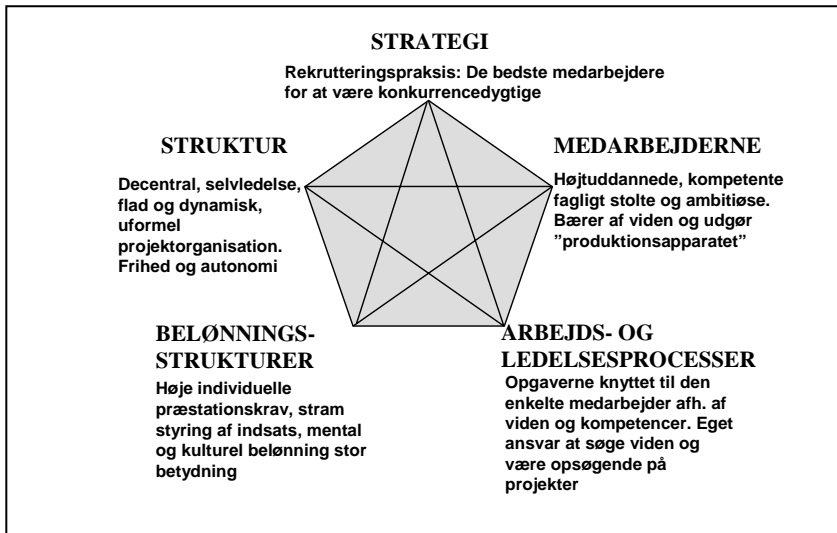 STRATEGI
Rekrutteringspraksis: De bedste medarbejdere
for at være konkurrencedygtige
STRUKTUR
Decentral, selvledelse,
flad og dynamisk,
uformel
projektorganisation.
Frihed og autonomi
MEDARBEJDERNE
Højtuddannede, kompetente
fagligt stolte og ambitiøse.
Bærer af viden og udgør
”produktionsapparatet”
BELØNNINGS-
STRUKTURER
Høje individuelle
præstationskrav, stram
styring af indsats, mental
og kulturel belønning stor
betydning
ARBEJDS- OG
LEDELSESPROCESSER
Opgaverne knyttet til den
enkelte medarbejder afh. af
viden og kompetencer. Eget
ansvar at søge viden og
være opsøgende på
projekter